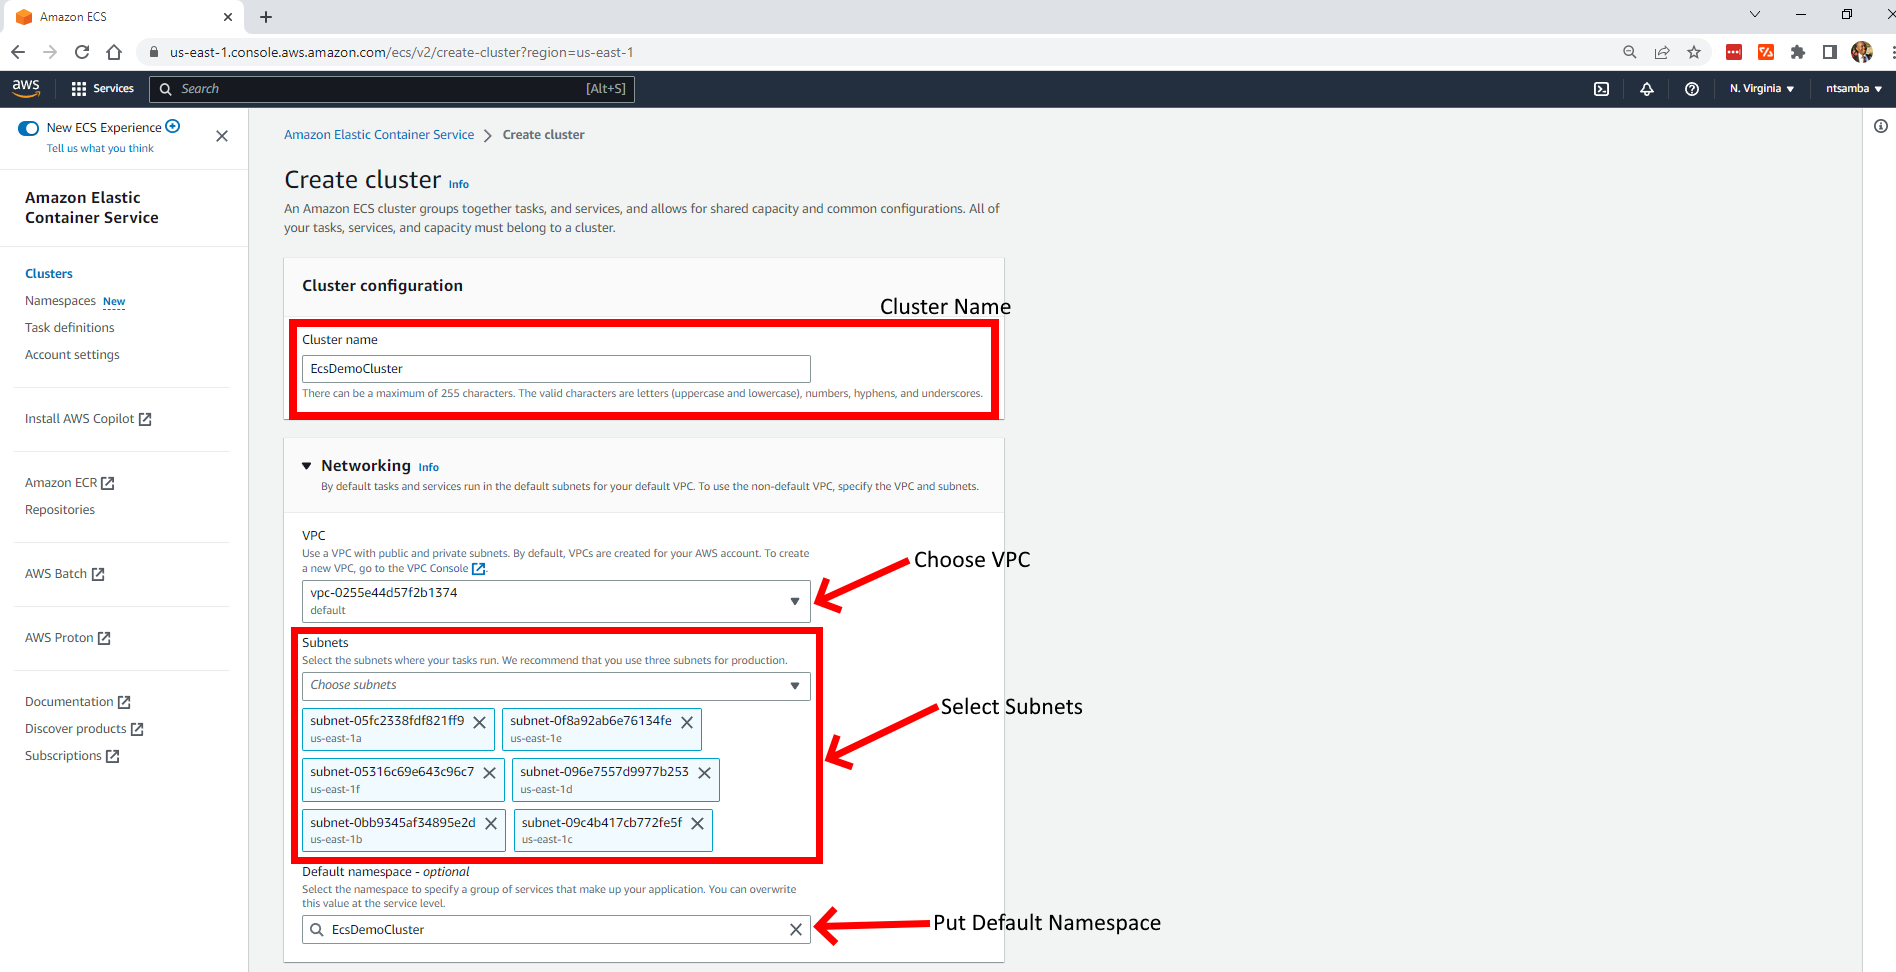 Amazon ECS
us-east-1.console.aws.amazon.com/ecs/v2/create-cluster?region=us-east-1
aws
Services
Search
[Alt+S]
N. Virginia
ntsamba
New ECS Experience
Tell us what you think
Amazon Elastic
Container Service
Clusters
Namespaces New
Task definitions
Account settings
Install AWS Copilot
Amazon ECR
Repositories
AWS Batch
AWS Proton
Documentation
Discover products
Subscriptions
Amazon Elastic Container Service
Create cluster
Create cluster Info
An Amazon ECS cluster groups together tasks, and services, and allows for shared capacity and common configurations. All of
your tasks, services, and capacity must belong to a cluster.
Cluster configuration
Cluster Name
Cluster name
EcsDemoCluster
There can be a maximum of 255 characters. The valid characters are letters (uppercase and lowercase), numbers, hyphens, and underscores.
Networking Info
By default tasks and services run in the default subnets for your default VPC. To use the non-default VPC, specify the VPC and subnets.
VPC
Use a VPC with public and private subnets. By default, VPCs are created for your AWS account. To create
a new VPC, go to the VPC Console
.
Choose VPC
vpc-0255e44d57f2b1374
default
Subnets
Select the subnets where your tasks run. We recommend that you use three subnets for production.
Choose subnets
Select Subnets
subnet-05fc2338fdf821ff9
us-east-1a
subnet-0f8a92ab6e76134fe
us-east-1e
subnet-05316c69e643c96c7
us-east-1f
subnet-096e7557d9977b253
us-east-1d
subnet-0bb9345af34895e2d
us-east-1b
subnet-09c4b417cb772fe5f
us-east-1c
Default namespace - optional
Select the namespace to specify a group of services that make up your application. You can overwrite
this value at the service level.
EcsDemoCluster
Put Default Namespace